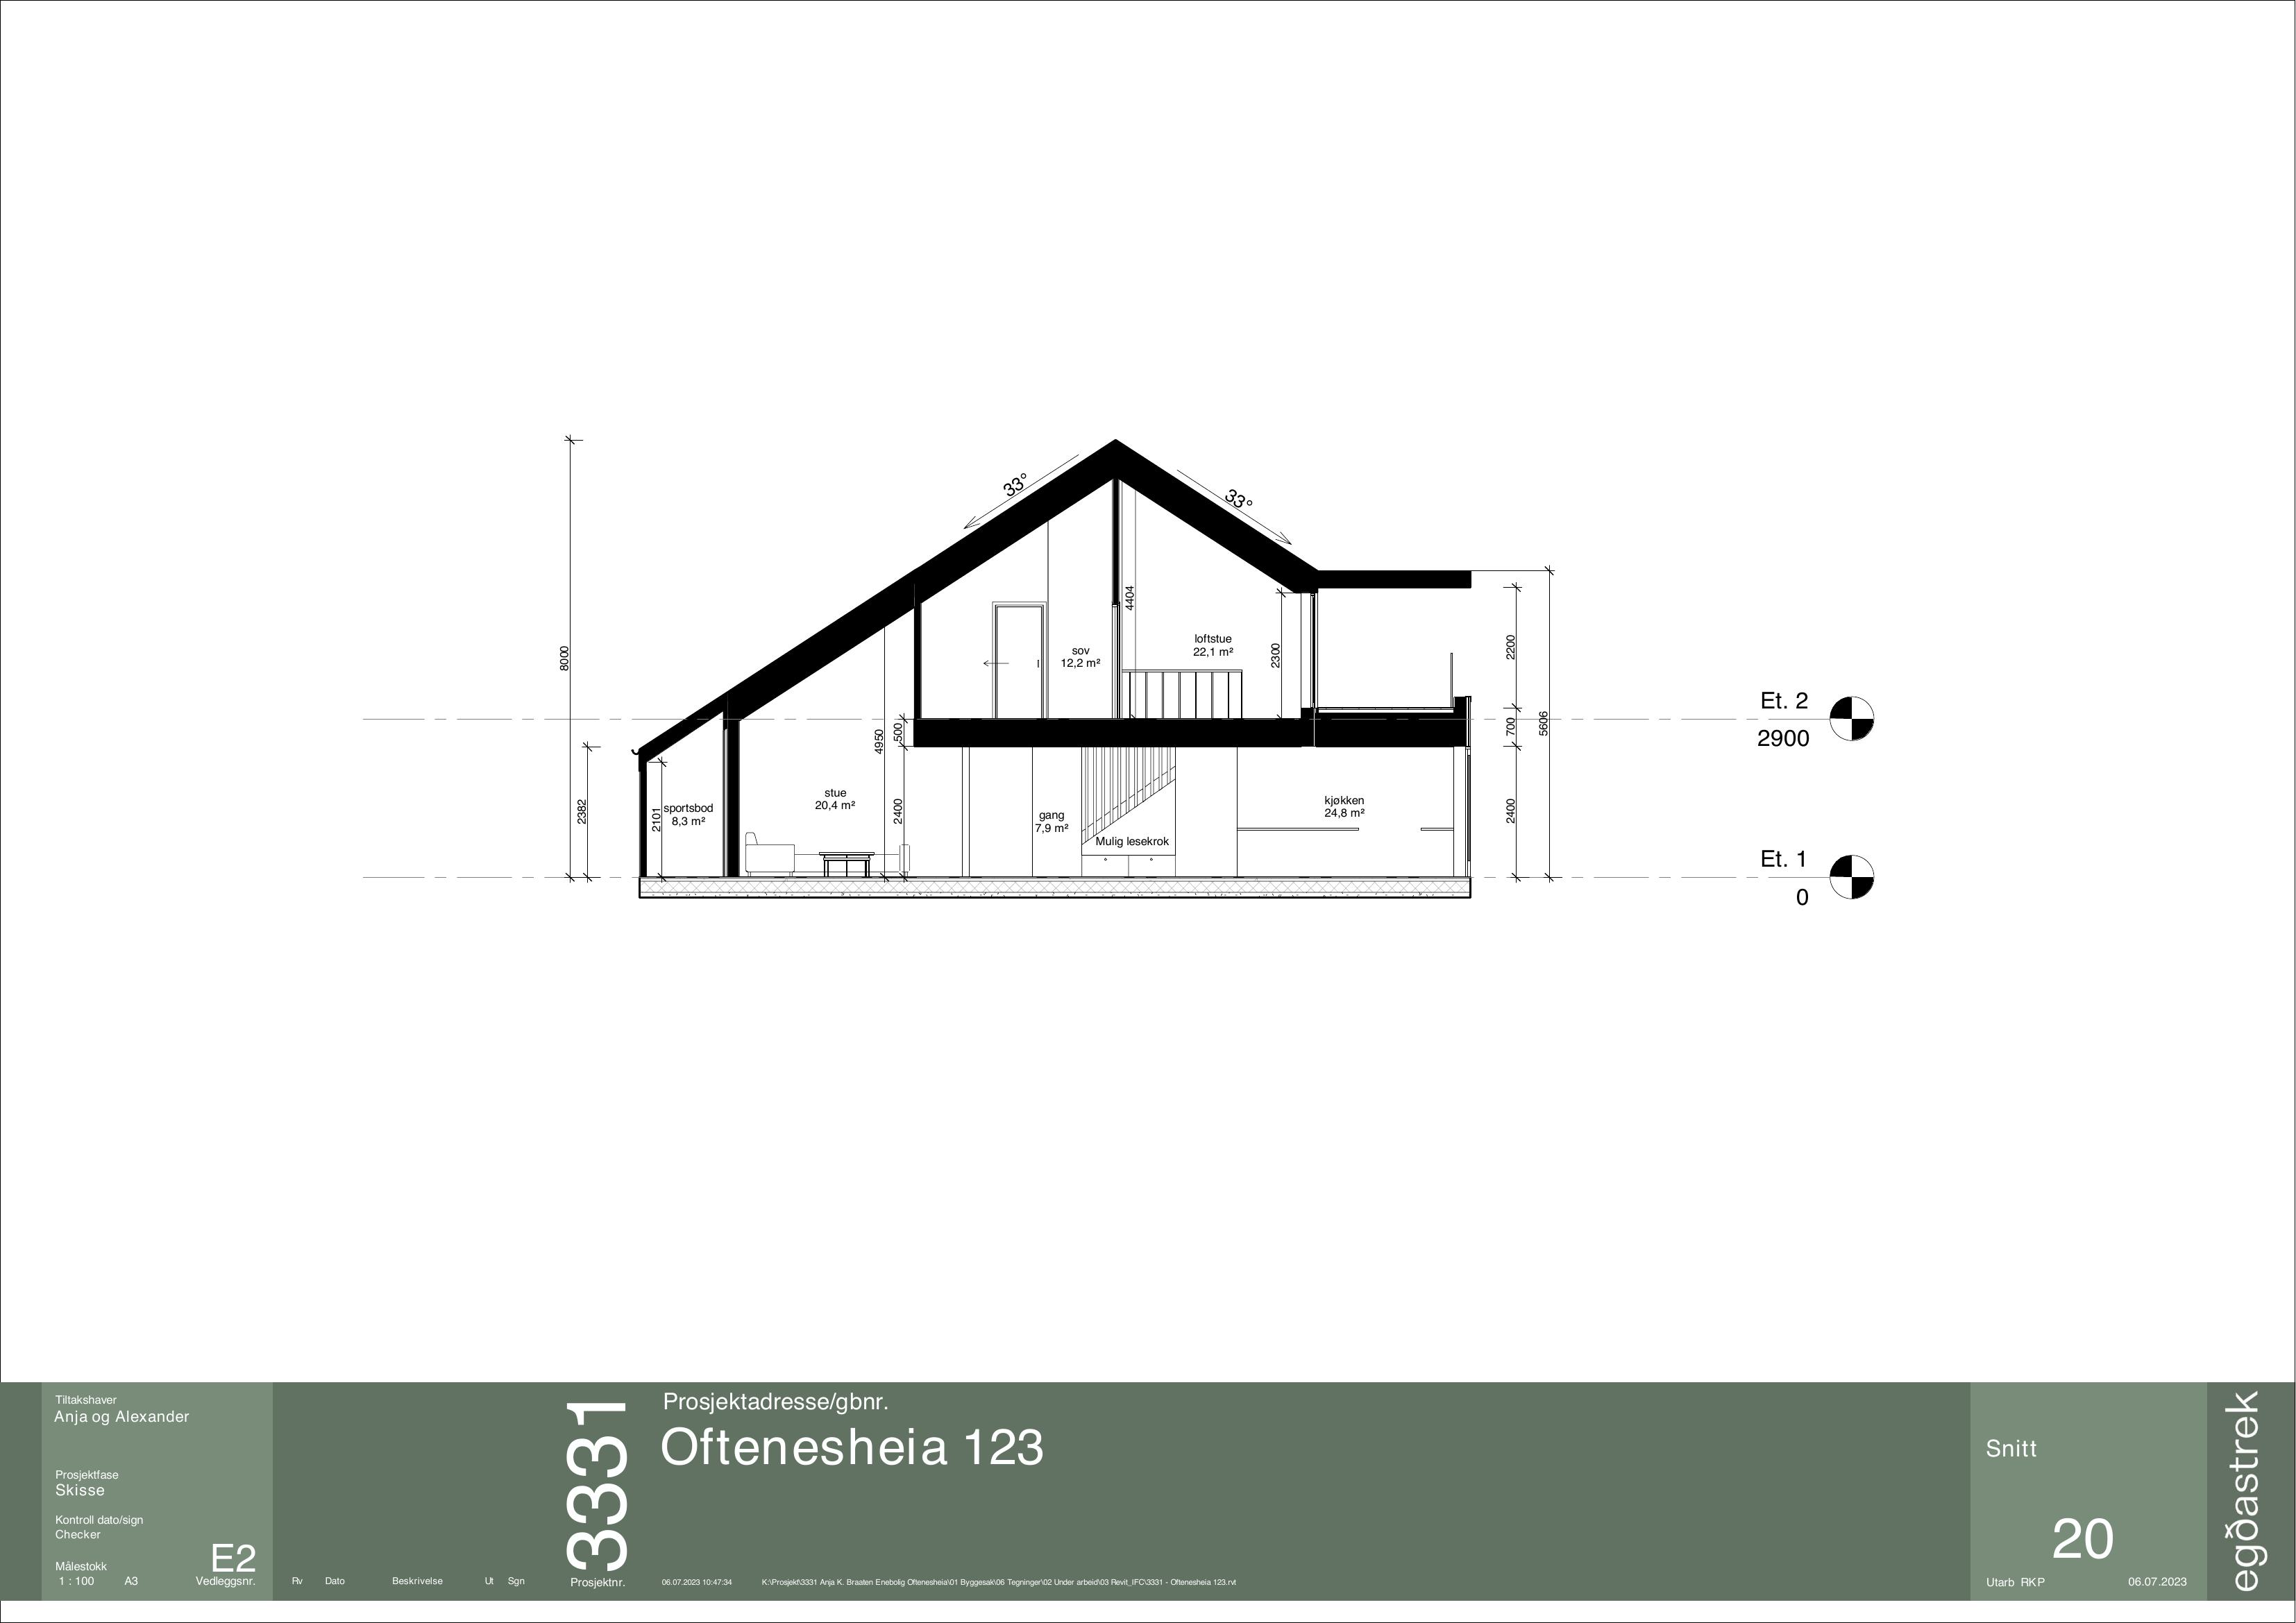 33°
33°
8000
4404
loftstue
22,1 m²
sov
12,2 m²
2300
2200
Et. 2
2900
700
5606
500
4950
2382
2101
sportsbod
8,3 m²
stue
20,4 m²
2400
gang
7,9 m²
Mulig lesekrok
kjøkken
24,8 m²
2400
Et. 1
0
Tiltakshaver
Anja og Alexander
Prosjektfase
Skisse
Kontroll dato/sign
Checker
Målestokk
1 : 100 A3
E2
Vedleggsnr.
Rv Dato Beskrivelse Ut Sgn
3331
Prosjektnr.
Prosjektadresse/gbnr.
Oftenesheia 123
06.07.2023 10:47:34 K:\Prosjekt\3331 Anja K. Braaten Enebolig Oftenesheia\01 Byggesak\06 Tegninger\02 Under arbeid\03 Revit_IFC\3331 - Oftenesheia 123.rvt
Snitt
20
Utarb RKP 06.07.2023
egðastrek